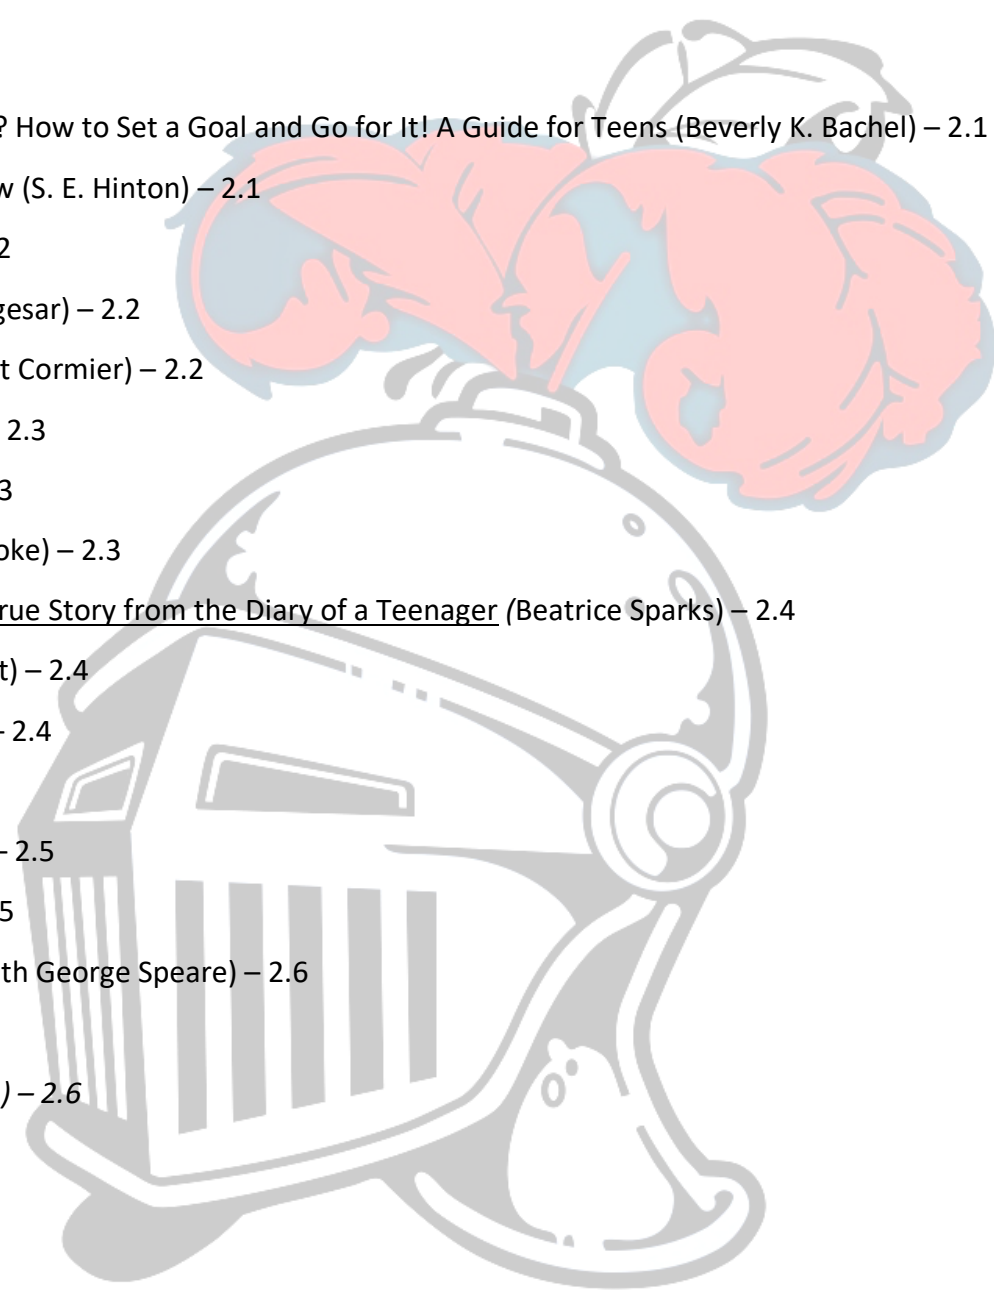 ? How to Set a Goal and Go for It! A Guide for Teens (Beverly K. Bachel) – 2.1
w (S. E. Hinton) – 2.1
2
gesar) – 2.2
t Cormier) – 2.2
2.3
3
oke) – 2.3
rue Story from the Diary of a Teenager (Beatrice Sparks) – 2.4
t) – 2.4
- 2.4
- 2.5
5
th George Speare) – 2.6
) – 2.6